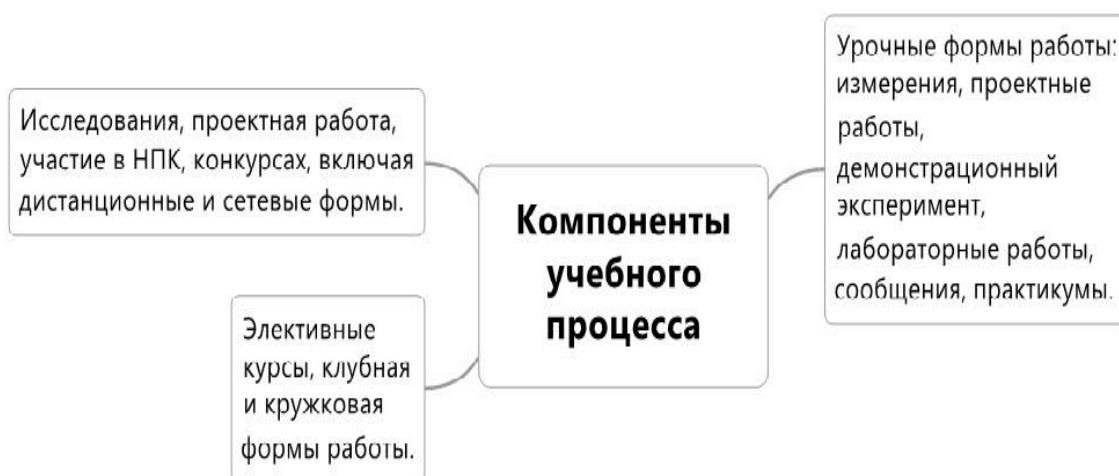 Исследования, проектная работа,
участие в НПК, конкурсах, включая
дистанционные и сетевые формы.
Элективные
курсы, клубная
и кружковая
формы работы.
Компоненты
учебного
процесса
Урочные формы работы:
измерения, проектные
работы,
демонстрационный
эксперимент,
лабораторные работы,
сообщения, практикумы.